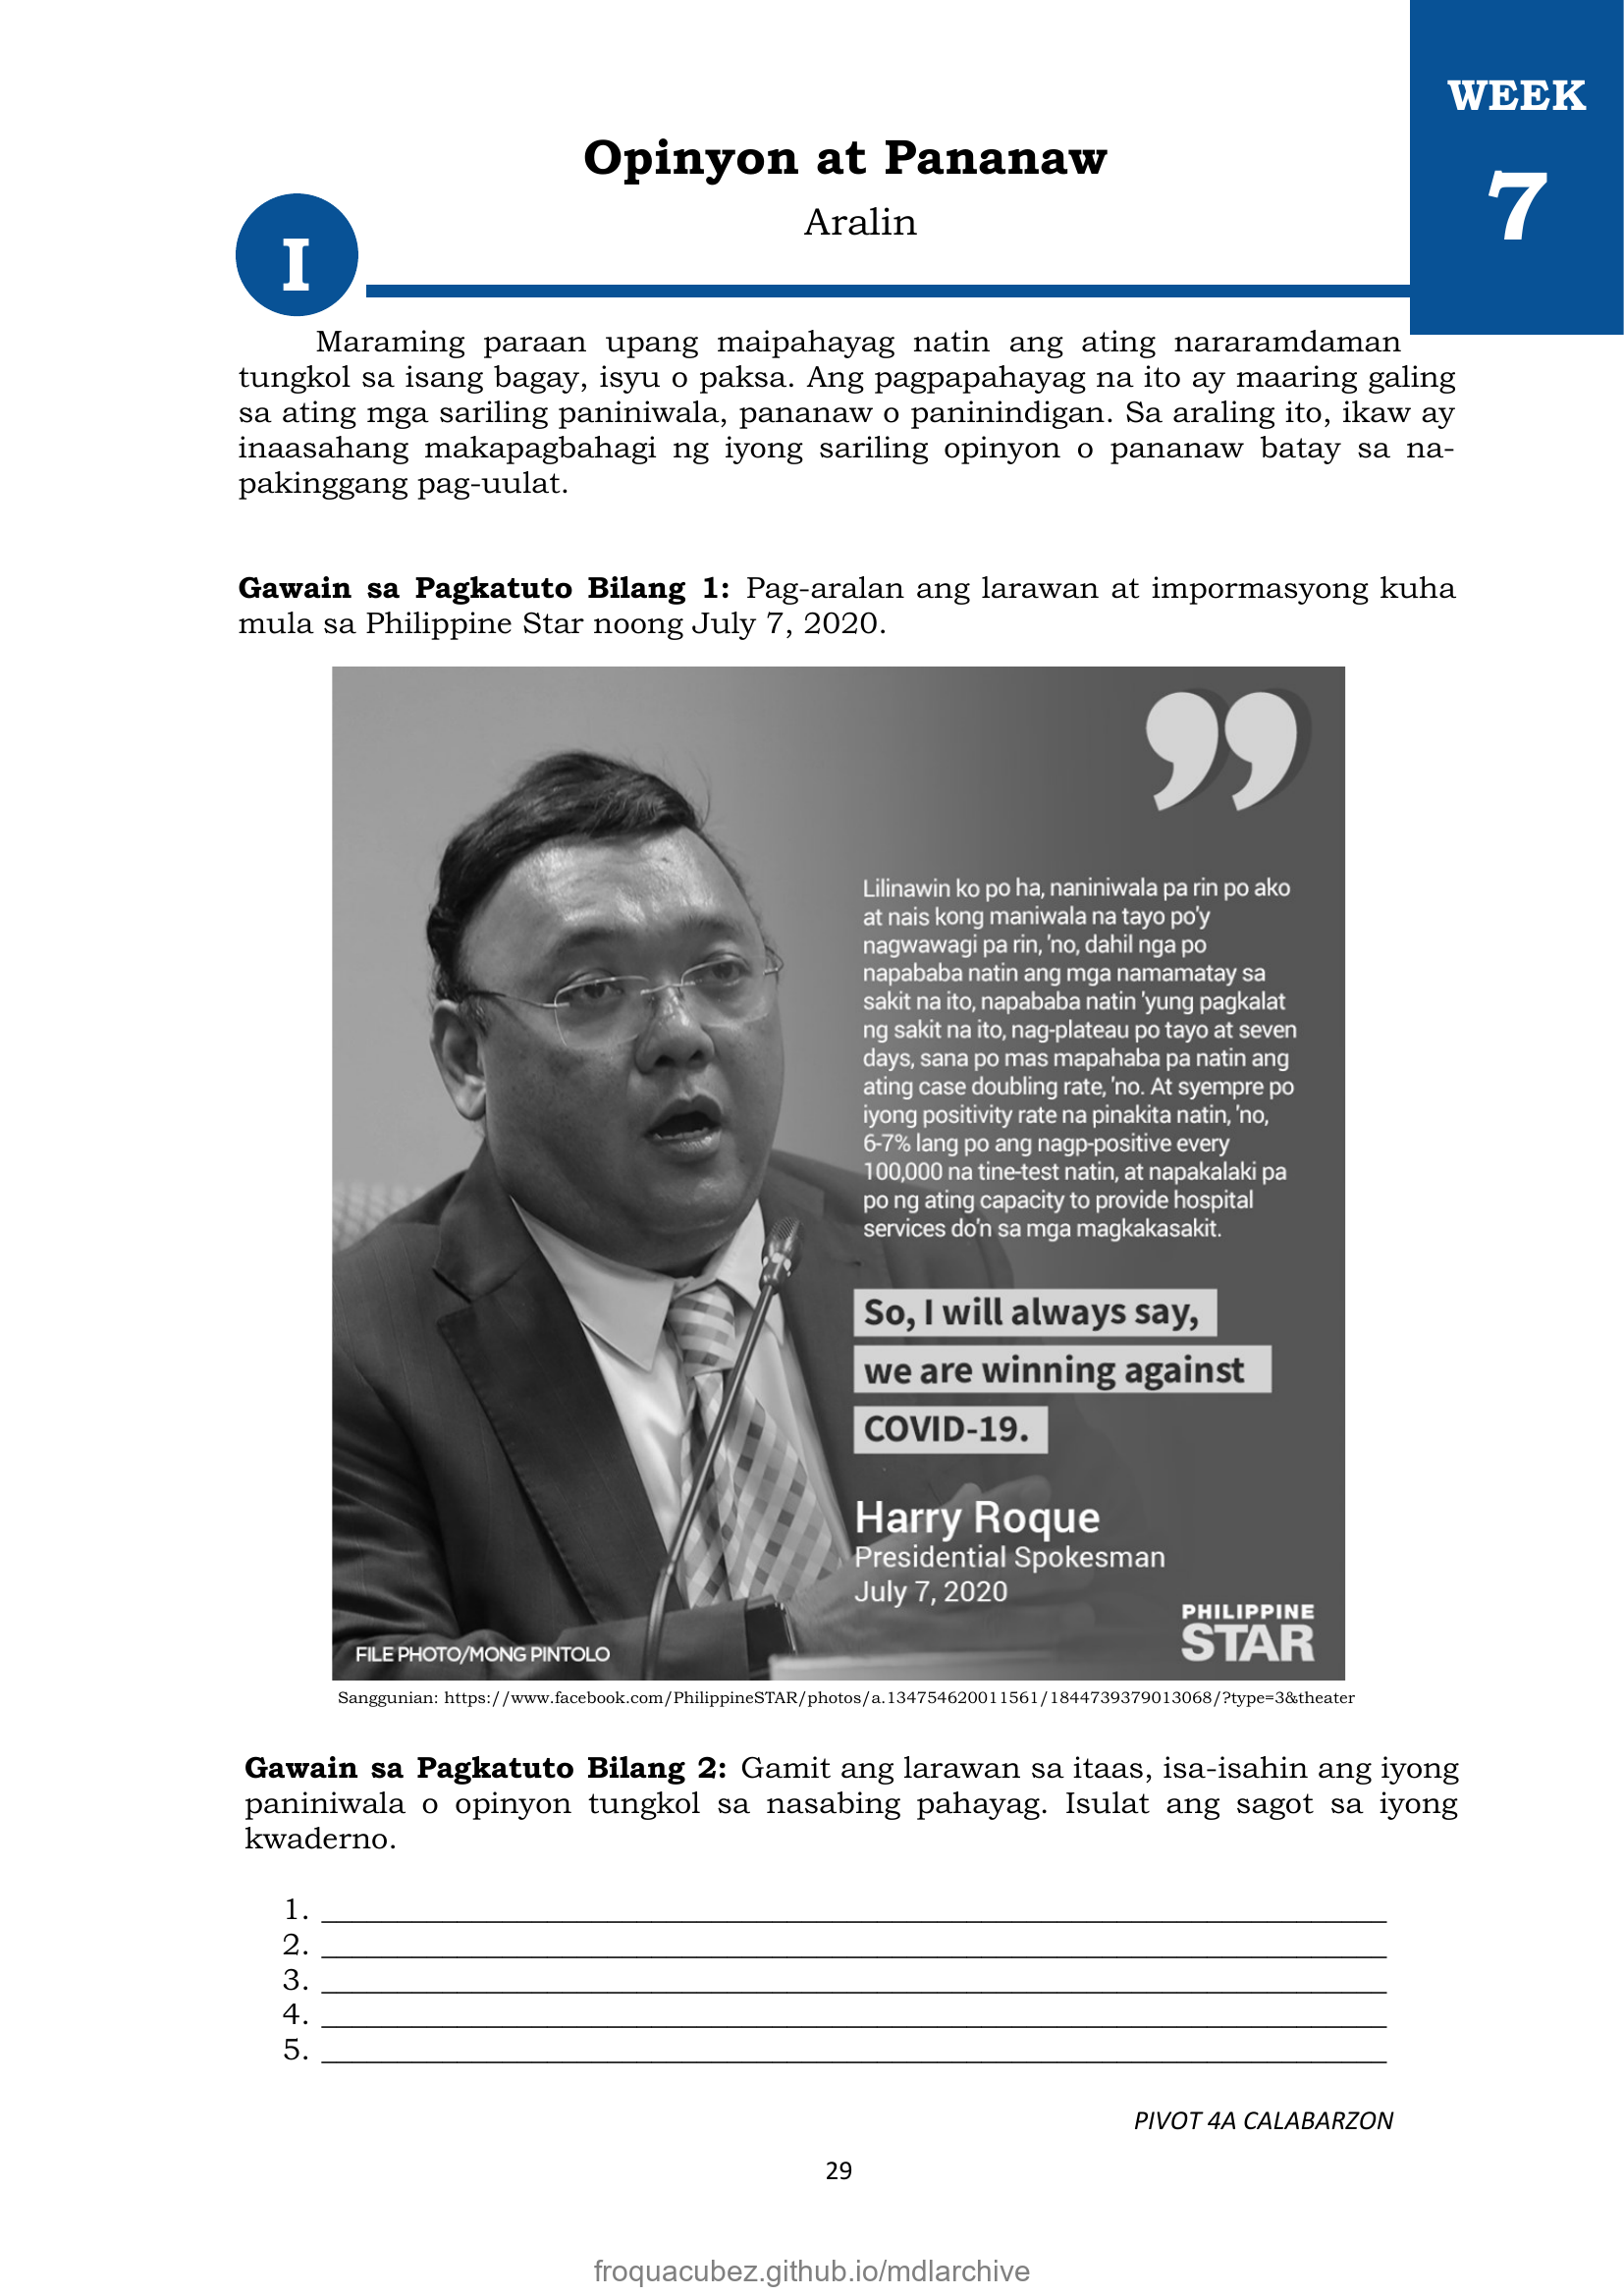 WEEK
7
Opinyon at Pananaw
Aralin
I
Maraming paraan upang maipahayag natin ang ating nararamdaman
tungkol sa isang bagay, isyu o paksa. Ang pagpapahayag na ito ay maaring galing
sa ating mga sariling paniniwala, pananaw o paninindigan. Sa araling ito, ikaw ay
inaasahang makapagbahagi ng iyong sariling opinyon o pananaw batay sa na-
pakinggang pag-uulat.
Gawain sa Pagkatuto Bilang 1: Pag-aralan ang larawan at impormasyong kuha
mula sa Philippine Star noong July 7, 2020.
”
Lilinawin ko po ha, naniniwala pa rin po ako
at nais kong maniwala na tayo po'y
nagwawagi pa rin, 'no, dahil nga po
napababa natin ang mga namamatay sa
sakit na ito, napababa natin 'yung pagkalat
ng sakit na ito, nag-plateau po tayo at seven
days, sana po mas mapahaba pa natin ang
ating case doubling rate, 'no. At syempre po
iyong positivity rate na pinakita natin, 'no,
6-7% lang po ang nagp-positive every
100,000 na tine-test natin, at napakalaki pa
po ng ating capacity to provide hospital
services do'n sa mga magkakasakit.
So, I will always say,
we are winning against
COVID-19.
Harry Roque
Presidential Spokesman
July 7, 2020
PHILIPPINE
STAR
FILE PHOTO/MONG PINTOLO
Sanggunian: https://www.facebook.com/PhilippineSTAR/photos/a.134754620011561/1844739379013068/?type=3&theater
Gawain sa Pagkatuto Bilang 2: Gamit ang larawan sa itaas, isa-isahin ang iyong
paniniwala o opinyon tungkol sa nasabing pahayag. Isulat ang sagot sa iyong
kwaderno.
1.
2.
3.
4.
5.
PIVOT 4A CALABARZON
29
froquacubez.github.io/mdlarchive